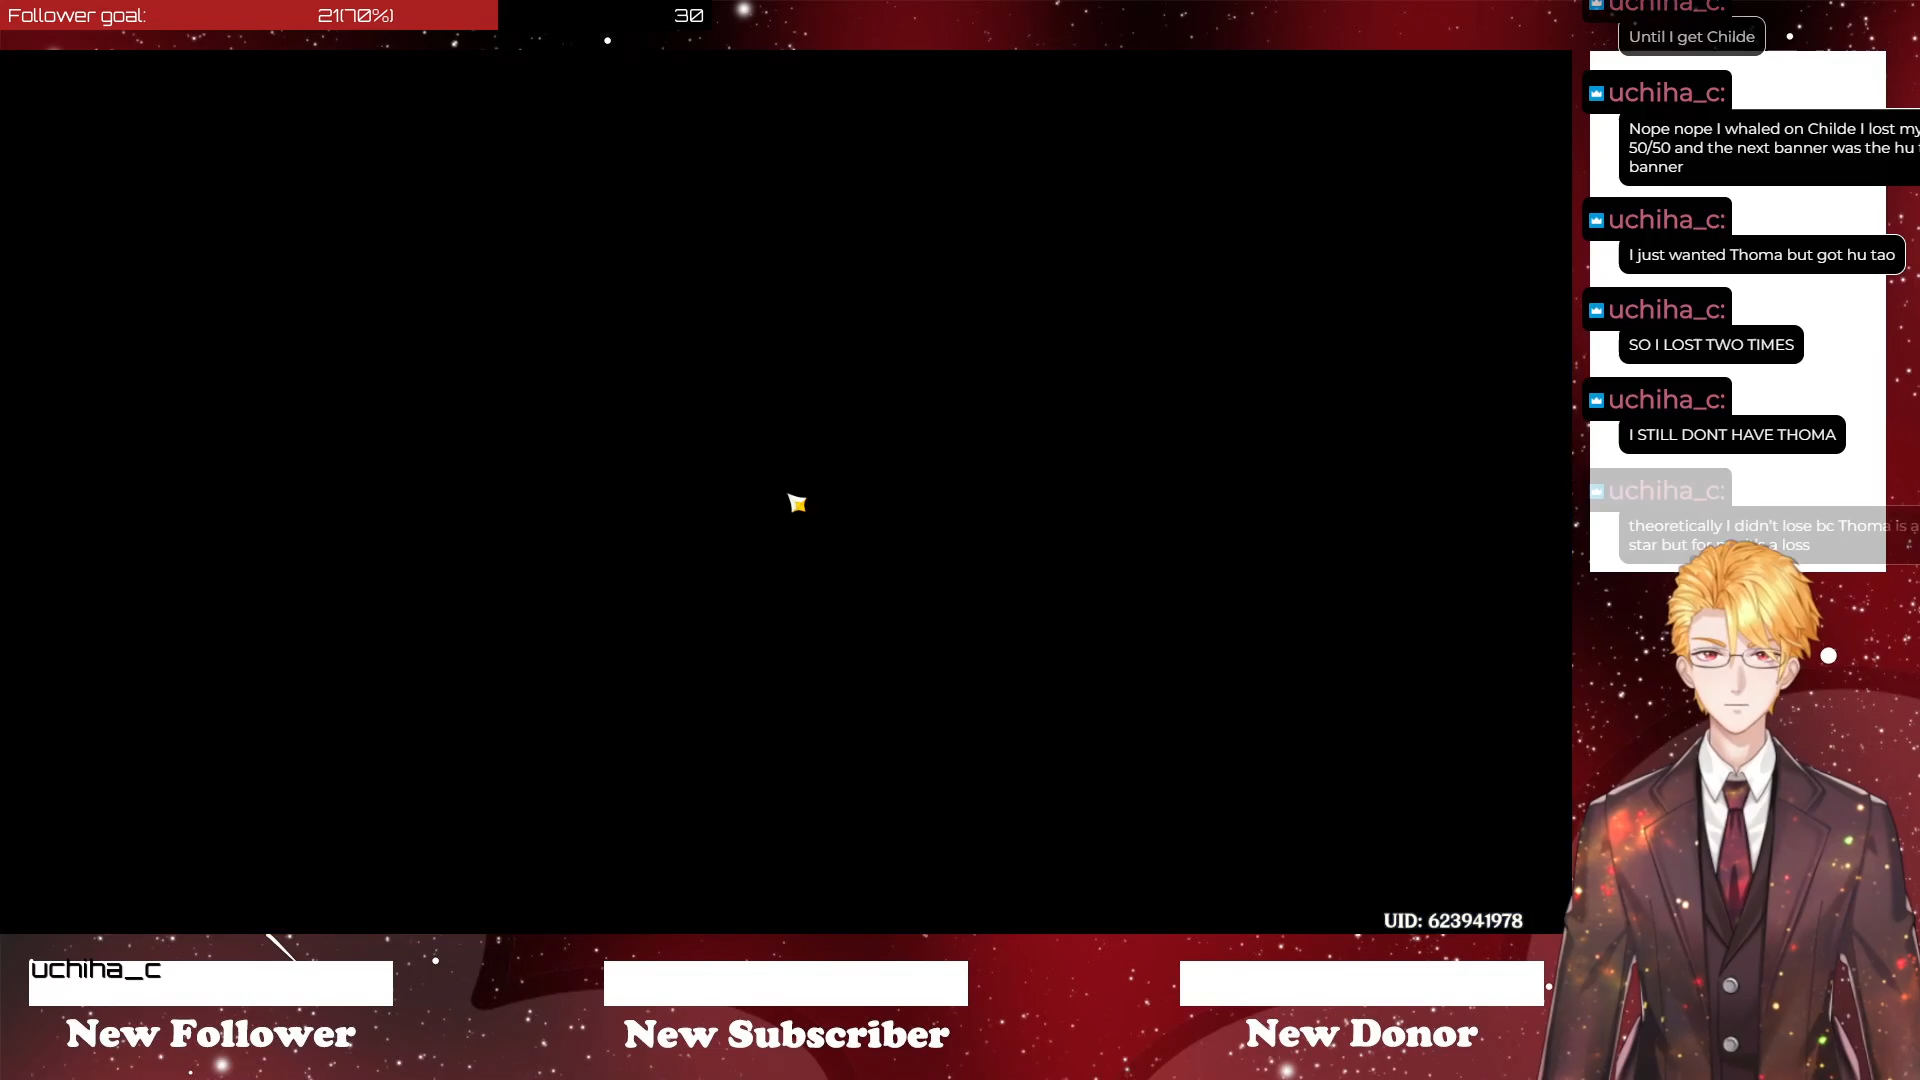 Follower goal: 21(70%) 30
uchiha_c:
Until I get Childe
uchiha_c:
Nope nope I whaled on Childe I lost my
50/50 and the next banner was the hu
banner
uchiha_c:
I just wanted Thoma but got hu tao
uchiha_c:
SO I LOST TWO TIMES
uchiha_c:
I STILL DONT HAVE THOMA
uchiha_c:
theoretically I didn't lose bc Thoma is a
star but for a loss
UID: 623941978
uchiha_c
New Follower
New Subscriber
New Donor